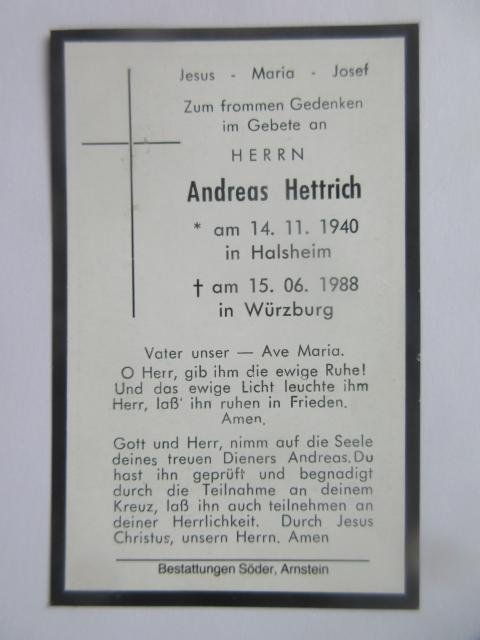 Jesus - Maria - Josef
Zum frommen Gedenken
im Gebete an
HERRN
Andreas Hettrich
* am 14. 11. 1940
in Halsheim
† am 15. 06. 1988
in Würzburg
Vater unser — Ave Maria.
O Herr, gib ihm die ewige Ruhe!
Und das ewige Licht leuchte ihm
Herr, laß' ihn ruhen in Frieden.
Amen.
Gott und Herr, nimm auf die Seele
deines treuen Dieners Andreas. Du
hast ihn geprüft und begnadigt
durch die Teilnahme an deinem
Kreuz, laß ihn auch teilnehmen an
deiner Herrlichkeit. Durch Jesus
Christus, unsern Herrn. Amen
Bestattungen Söder, Arnstein